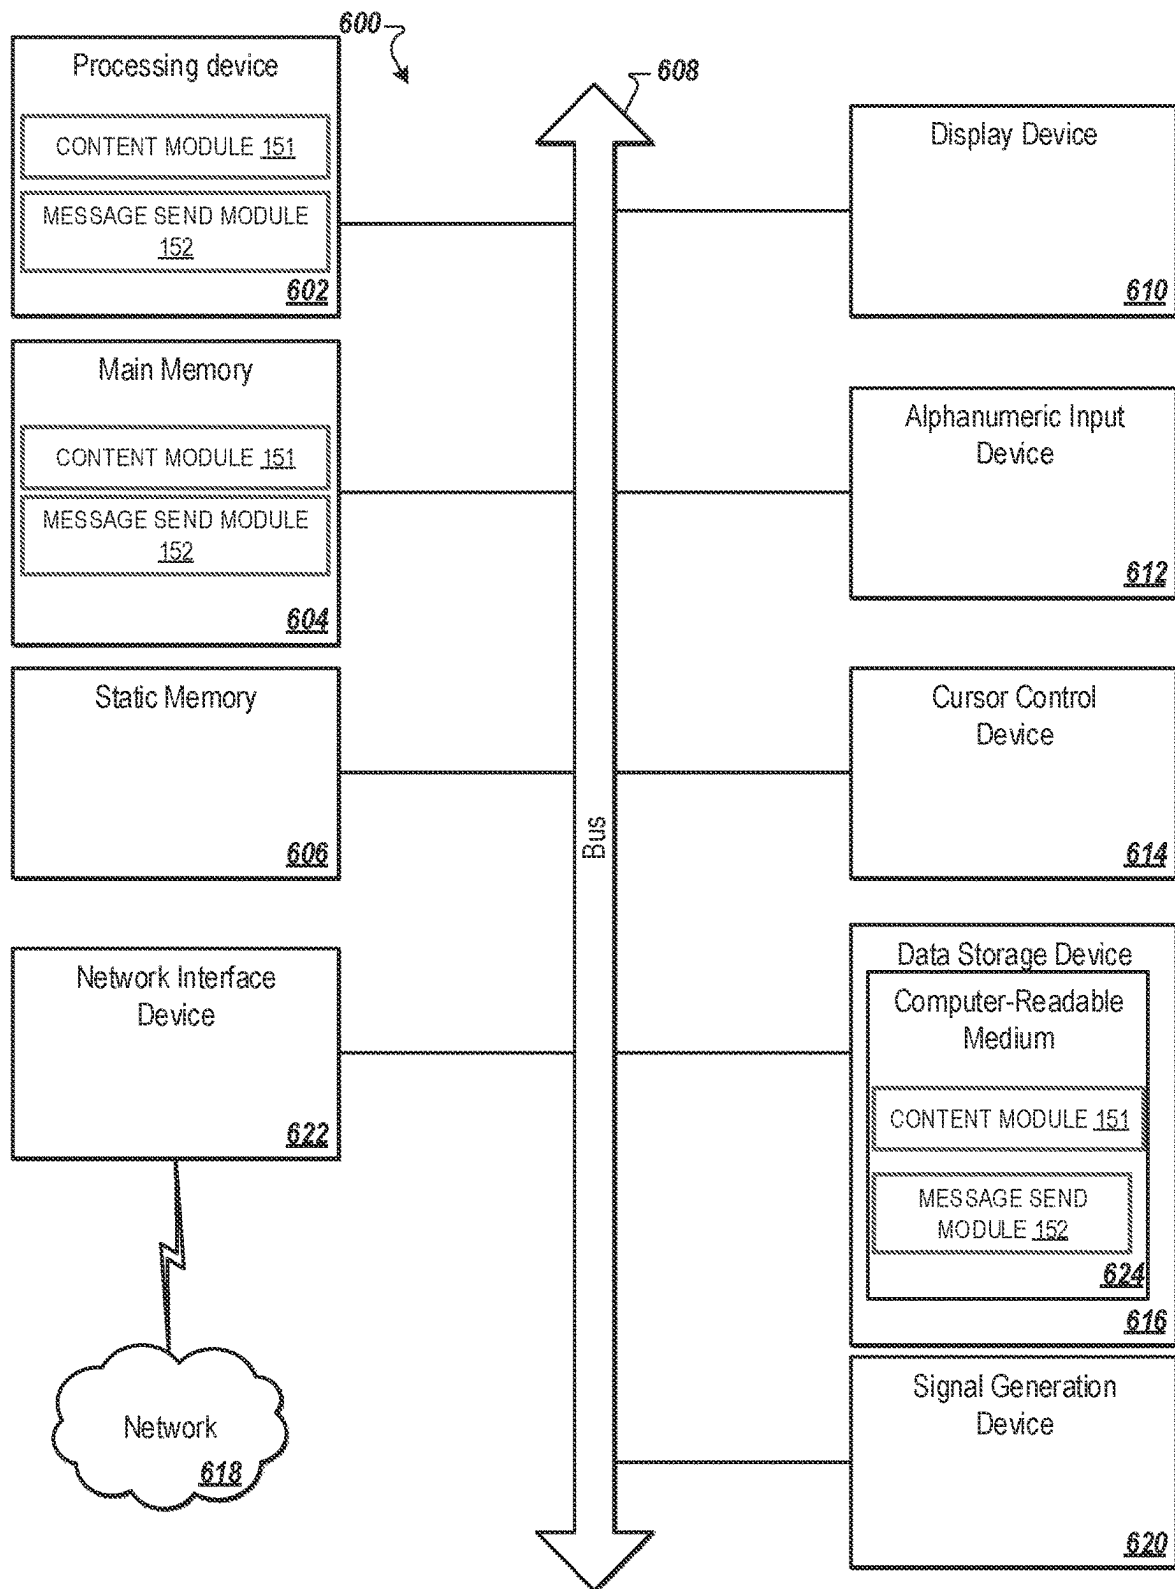 600
608
Processing device
CONTENT MODULE 151
MESSAGE SEND MODULE
152
602
Main Memory
CONTENT MODULE 151
MESSAGE SEND MODULE
152
604
Static Memory
606
Network Interface
Device
622
Network
618
Bus
Display Device
610
Alphanumeric Input
Device
612
Cursor Control
Device
614
Data Storage Device
Computer-Readable
Medium
CONTENT MODULE 151
MESSAGE SEND
MODULE 152
624
616
Signal Generation
Device
620